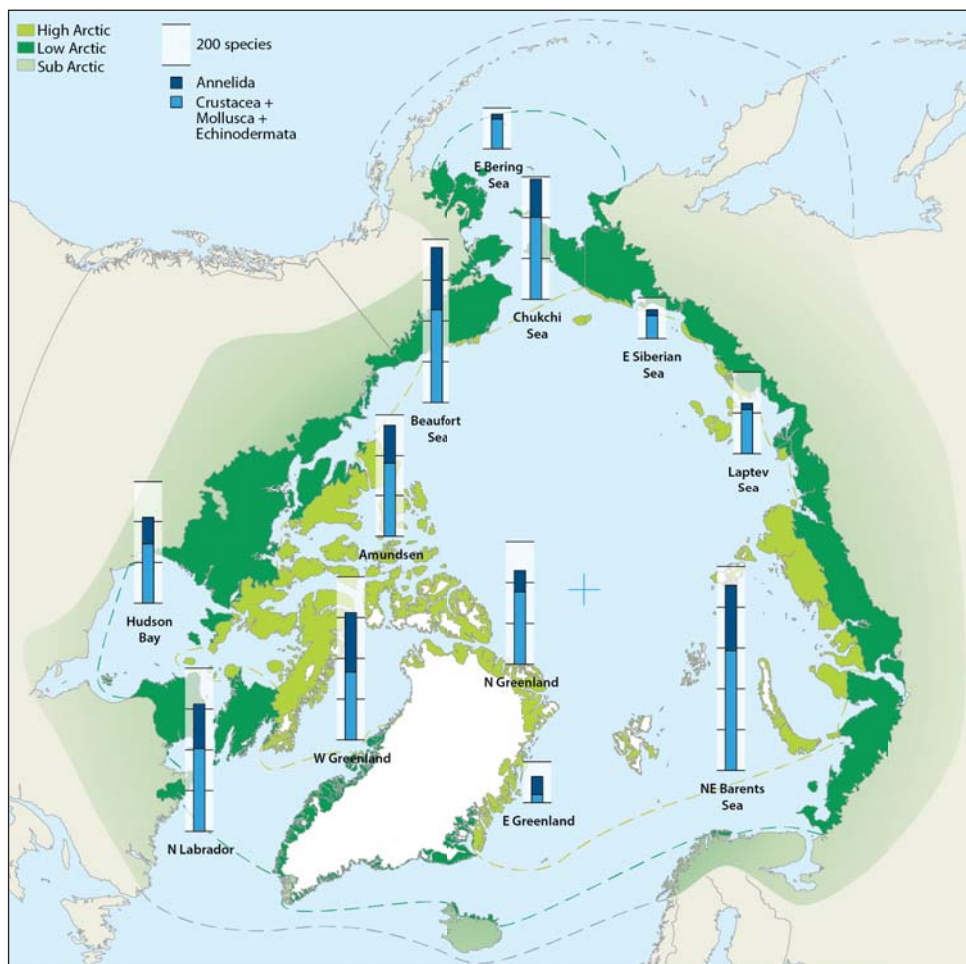 High Arctic
Low Arctic
Sub Arctic
200 species
Annelida
Crustacea +
Mollusca +
Echinodermata
E Bering
Sea
Chukchi
Sea
E Siberian
Sea
Beaufort
Sea
Laptev
Sea
Amundsen
Hudson
Bay
N Greenland
W Greenland
NE Barents
Sea
E Greenland
N Labrador